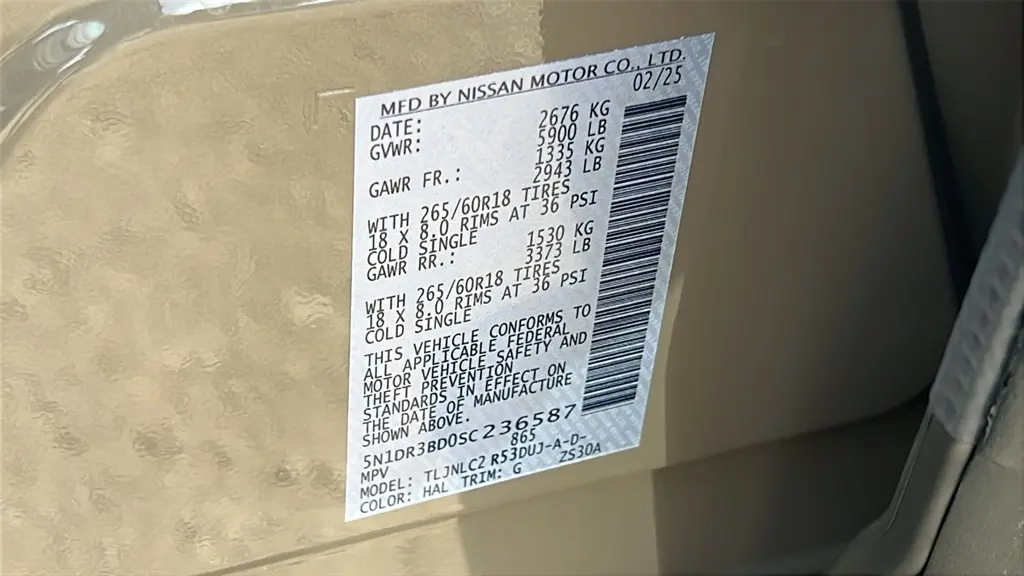 MFD BY NISSAN MOTOR CO., LTD.
DATE: 02/25
GVWR: 2676 KG
5900 LB
GAWR FR.: 1335 KG
2943 LB
WITH 265/60R18 TIRES
18 X 8.0 RIMS AT 36 PSI
COLD SINGLE
GAWR RR.: 1530 KG
3373 LB
WITH 265/60R18 TIRES
18 X 8.0 RIMS AT 36 PSI
COLD SINGLE
THIS VEHICLE CONFORMS TO
ALL APPLICABLE FEDERAL
MOTOR VEHICLE SAFETY AND
THEFT PREVENTION
STANDARDS IN EFFECT ON
THE DATE OF MANUFACTURE
SHOWN ABOVE.
5N1DR3BD0SC236587
MPV 865
MODEL: TLJNLC2 R53DUJ-A-D-
COLOR: HAL TRIM: G ZS30A